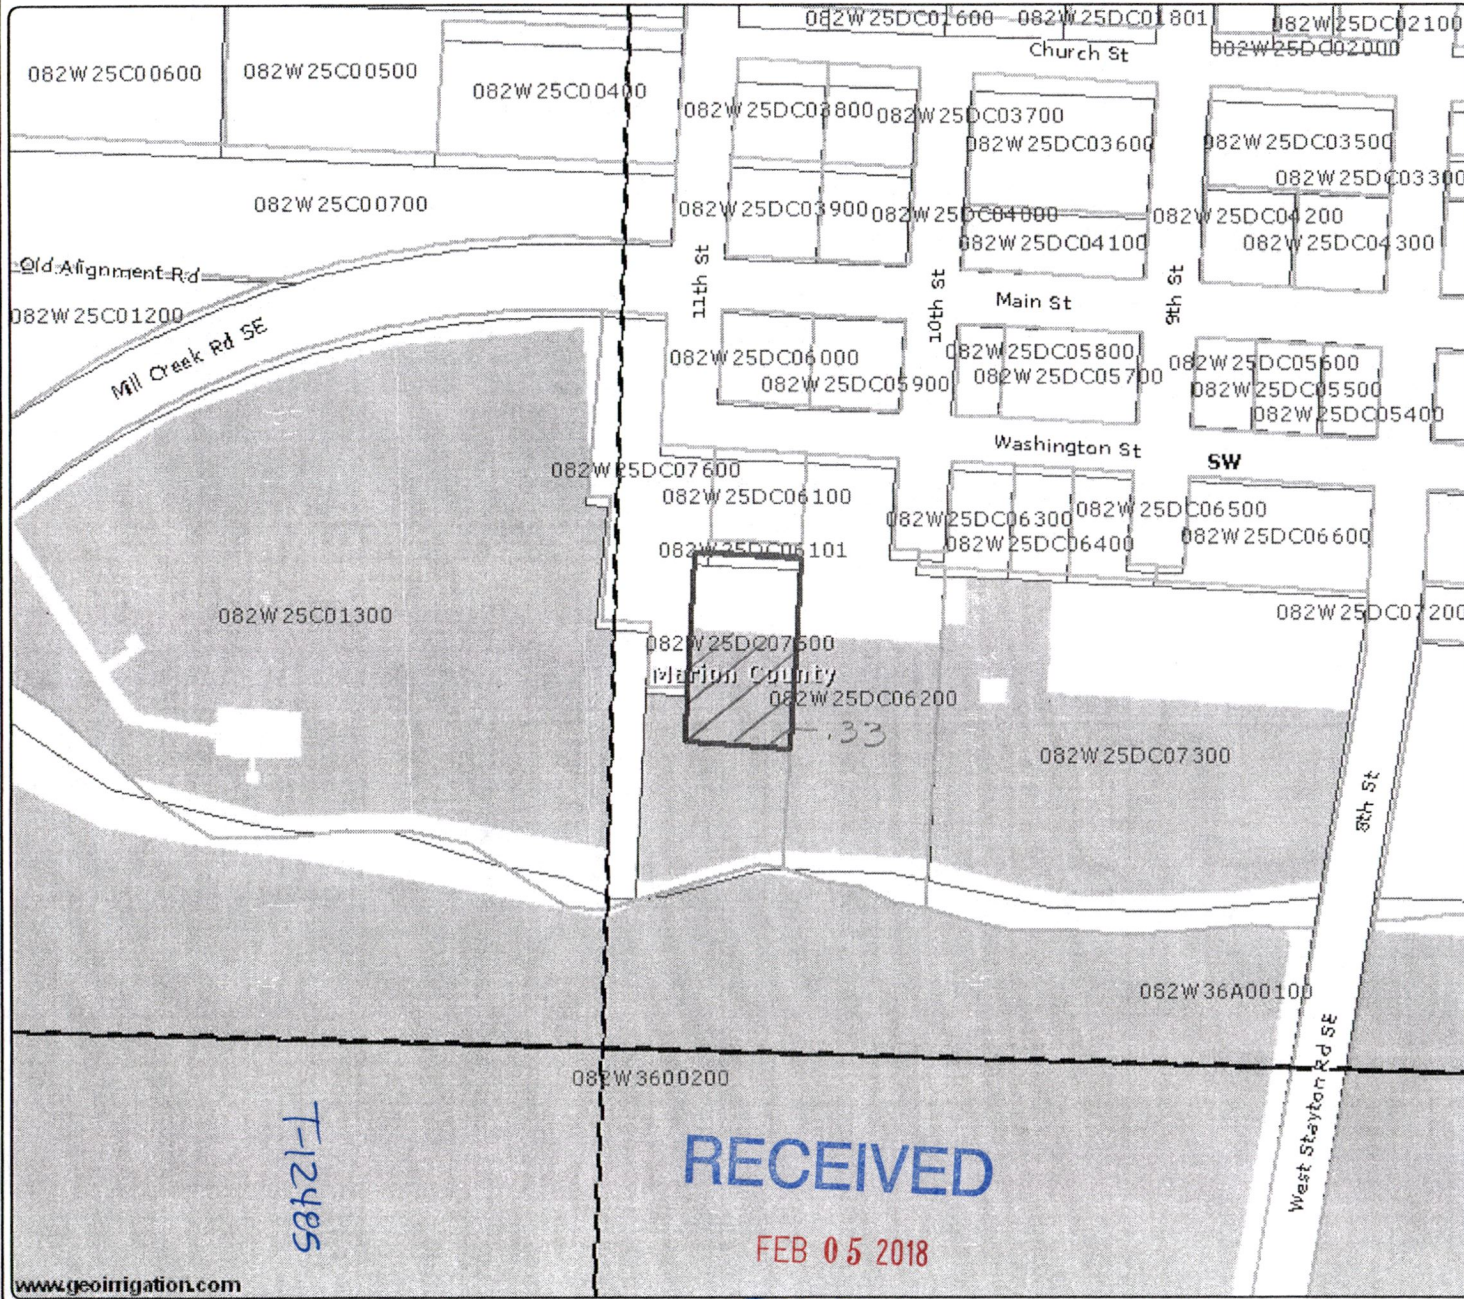 082W25DC01600
082W25DC01801
082W25DC02100
082W25DC02000
Church St
082W25C00600
082W25C00500
082W25C00400
082W25DC03800
082W25DC03700
082W25DC03600
082W25DC03500
082W25DC03300
082W25C00700
082W25DC03900
082W25DC04000
082W25DC04200
082W25DC04100
082W25DC04300
Old Alignment Rd
11th St
10th St
9th St
Main St
082W25C01200
Mill Creek Rd SE
082W25DC06000
082W25DC05900
082W25DC05800
082W25DC05700
082W25DC05600
082W25DC05500
082W25DC05400
Washington St
SW
082W25DC07600
082W25DC06100
082W25DC06300
082W25DC06500
082W25DC06400
082W25DC06600
082W25DC06101
082W25C01300
082W25DC07200
082W25DC07500
Marion County
082W25DC06200
.33
082W25DC07300
8th St
082W36A00100
West Stayton Rd SE
082W3600200
T-12485
RECEIVED
FEB 05 2018
www.geoirrigation.com